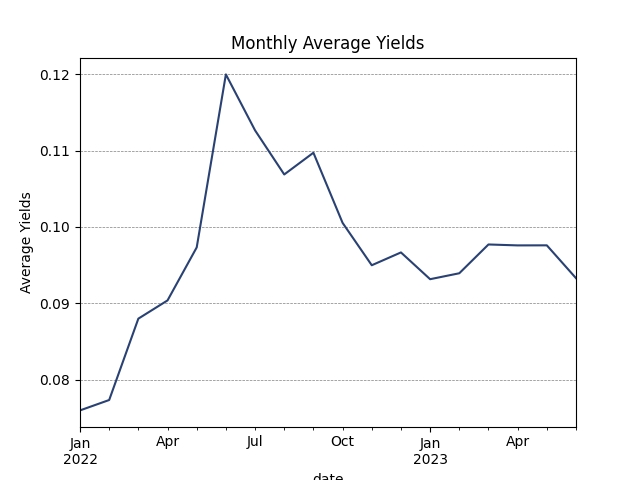 Monthly Average Yields
0.12
0.11
0.10
0.09
0.08
Average Yields
Jan
2022
Apr
Jul
Oct
Jan
2023
Apr
date